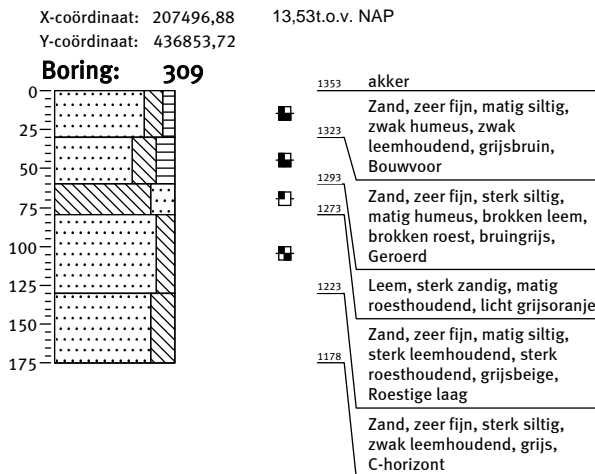 X-coördinaat: 207496,88 13,53t.o.v. NAP
Y-coördinaat: 436853,72
Boring: 309
0
25
50
75
100
125
150
175
1353 akker
Zand, zeer fijn, matig siltig,
zwak humeus, zwak
leemhoudend, grijsbruin,
Bouwvoor
1323
Zand, zeer fijn, sterk siltig,
matig humeus, brokken leem,
brokken roest, bruingrijs,
Geroerd
1293
Leem, sterk zandig, matig
roesthoudend, licht grijsoranje
1273
Zand, zeer fijn, matig siltig,
sterk leemhoudend, sterk
roesthoudend, grijsbeige,
Roestige laag
1223
Zand, zeer fijn, sterk siltig,
zwak leemhoudend, grijs,
C-horizont
1178